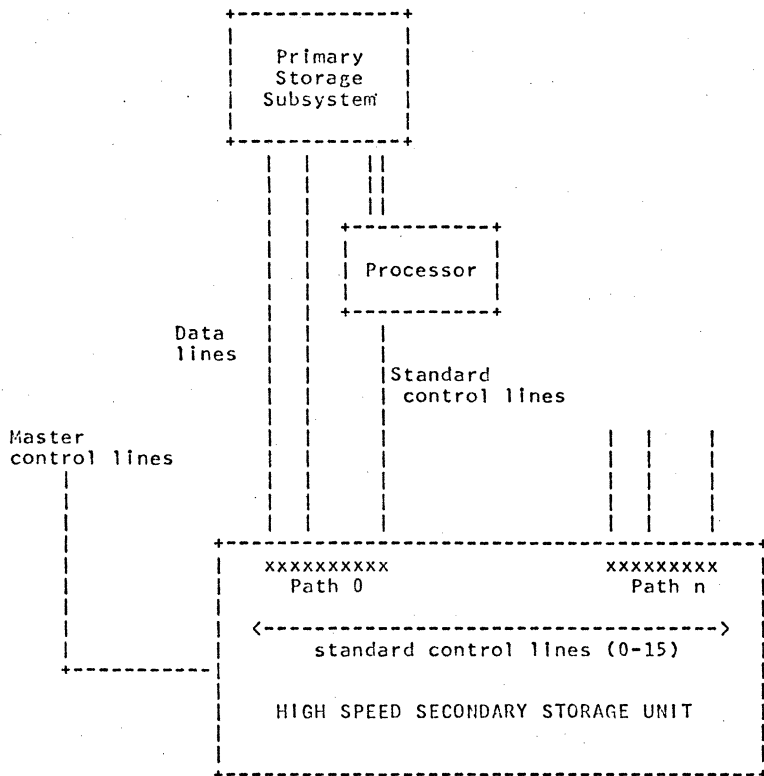 Primary
Storage
Subsystem
Processor
Data
lines
Standard
control lines
Master
control lines
xxxxxxxxxx
xxxxxxxxx
Path 0
Path n
<------------------------------>
standard control lines (0-15)
HIGH SPEED SECONDARY STORAGE UNIT